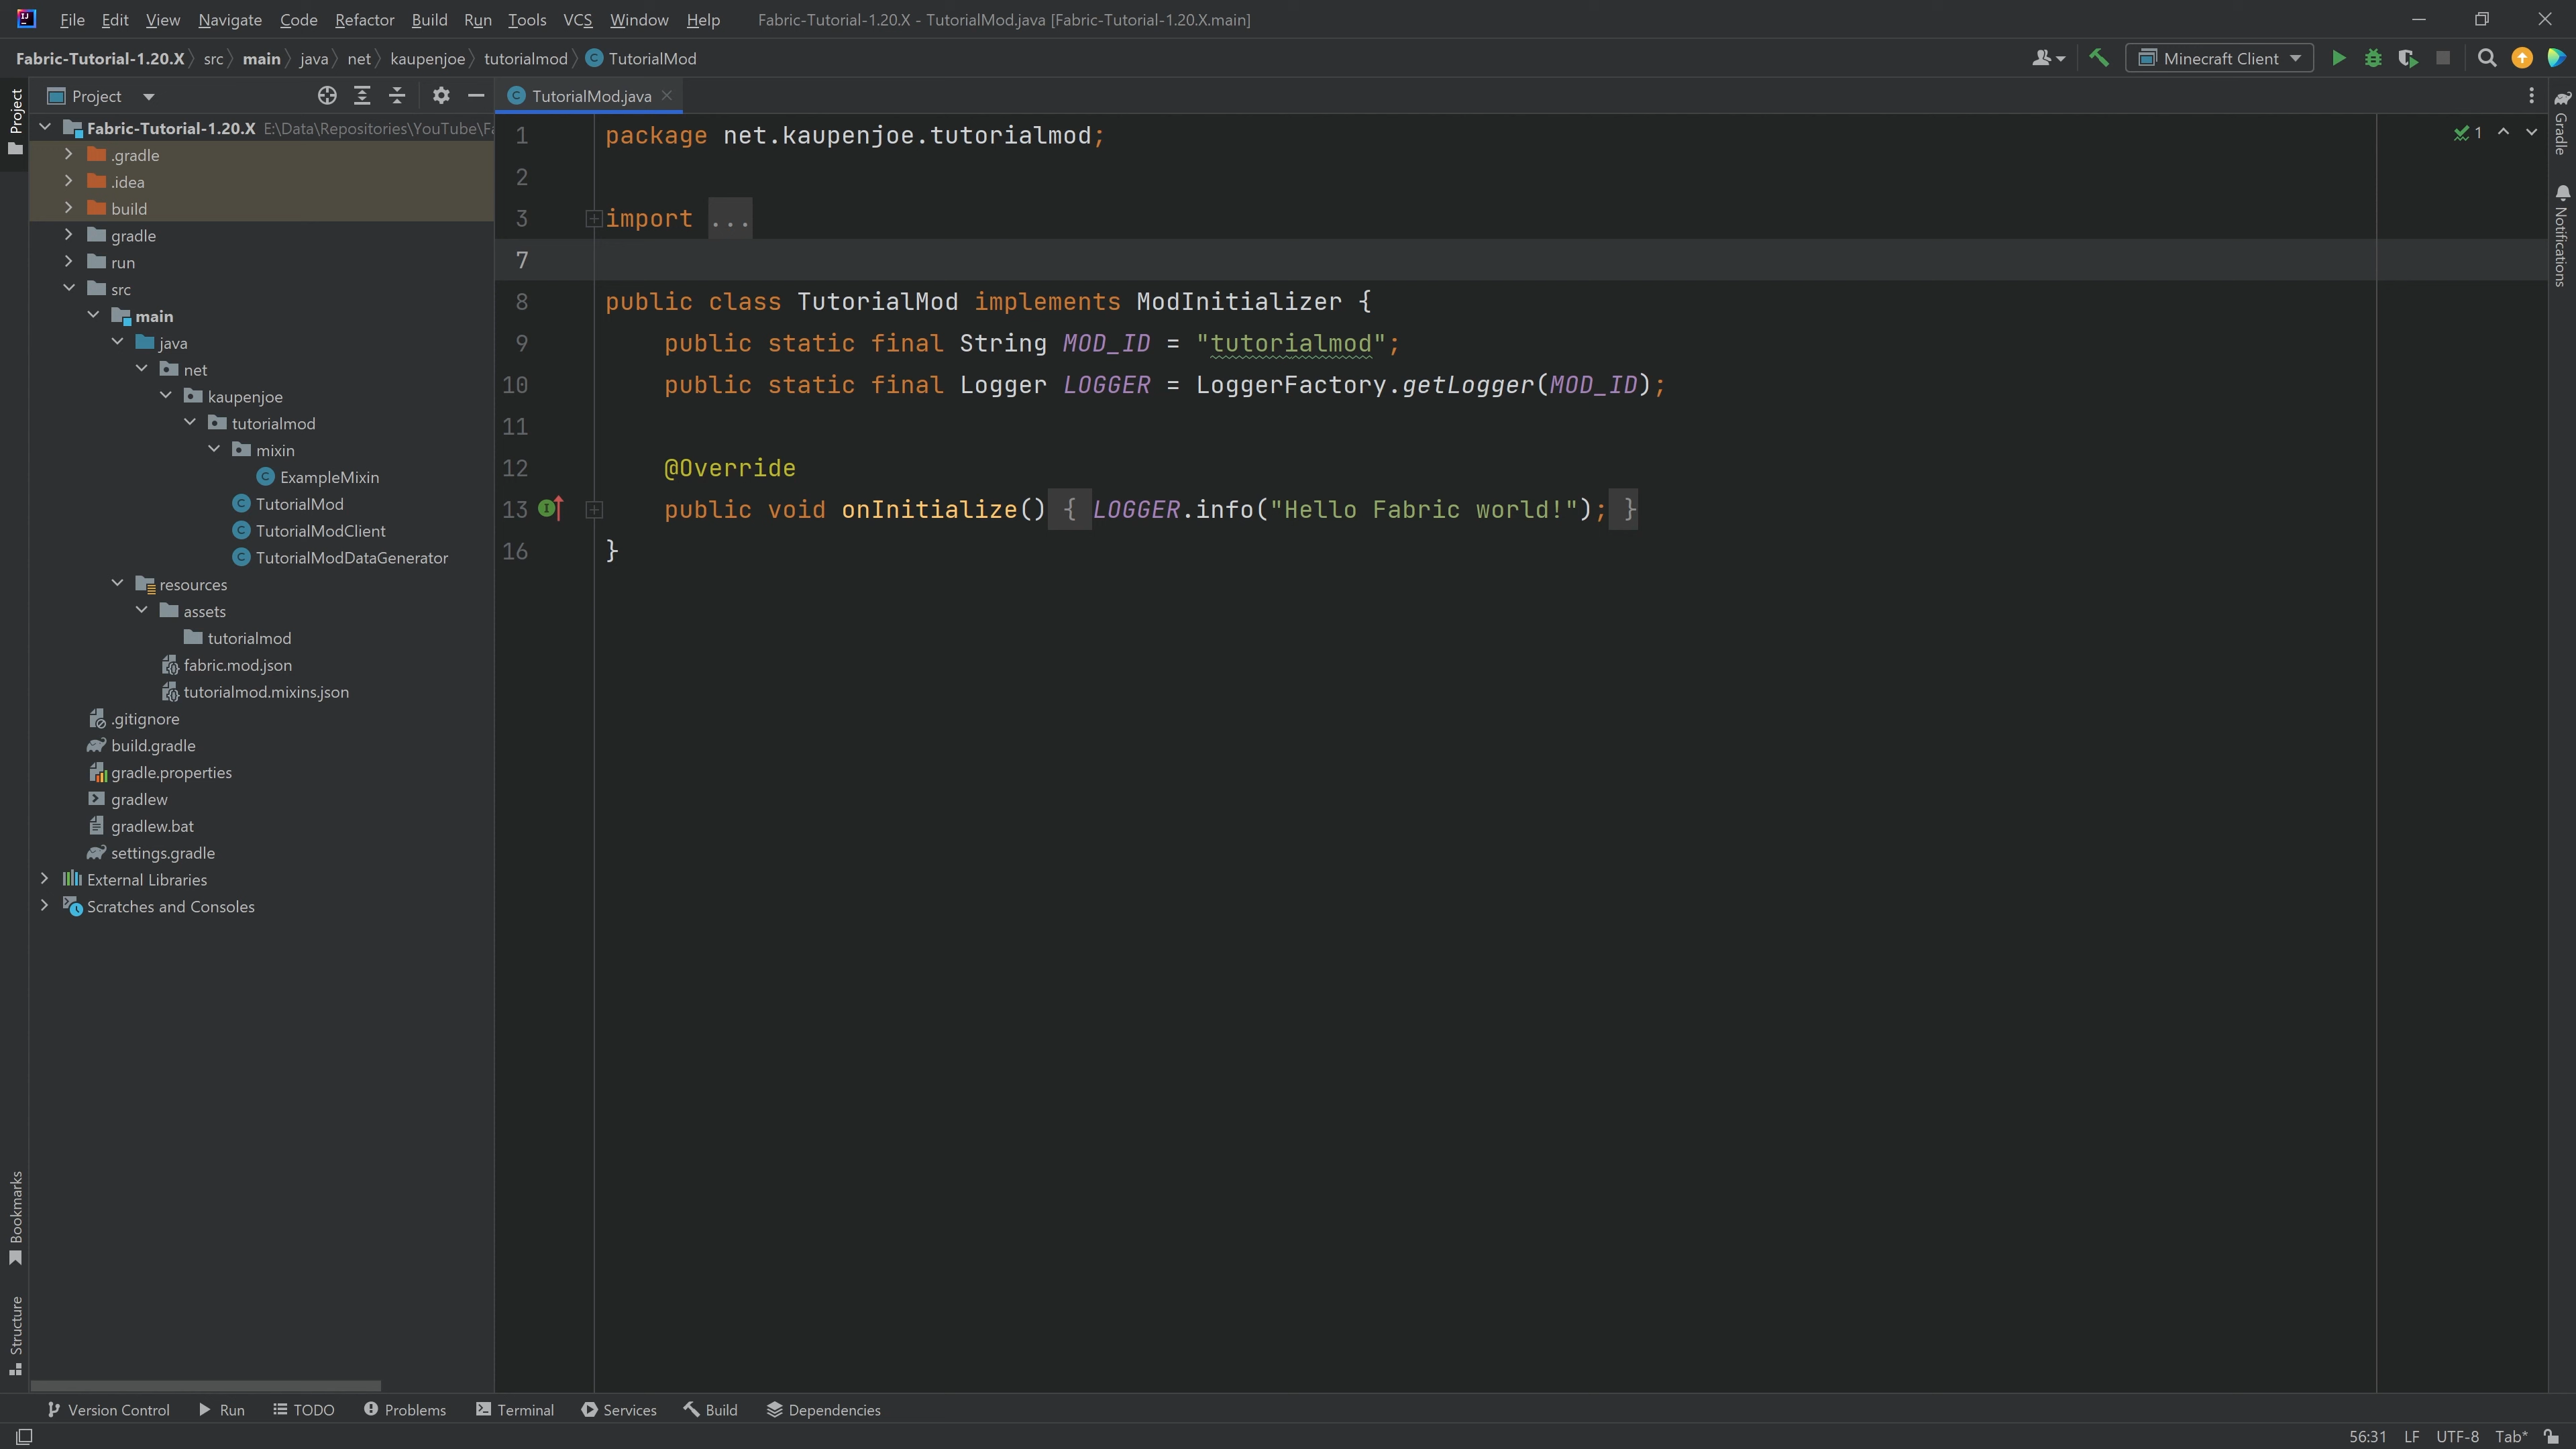 File Edit View Navigate Code Refactor Build Run Tools VCS Window Help Fabric-Tutorial-1.20.X - TutorialMod.java [Fabric-Tutorial-1.20.X.main]
Fabric-Tutorial-1.20.X src main java net kaupenjoe tutorialmod TutorialMod Minecraft Client
Project
Project
TutorialMod.java
Fabric-Tutorial-1.20.X E:\Data\Repositories\YouTube\Fa
.gradle
.idea
build
gradle
run
src
main
java
net
kaupenjoe
tutorialmod
mixin
ExampleMixin
TutorialMod
TutorialModClient
TutorialModDataGenerator
resources
assets
tutorialmod
fabric.mod.json
tutorialmod.mixins.json
.gitignore
build.gradle
gradle.properties
gradlew
gradlew.bat
settings.gradle
External Libraries
Scratches and Consoles
1 package net.kaupenjoe.tutorialmod;
2
3 import ...
7
8 public class TutorialMod implements ModInitializer {
9 public static final String MOD_ID = "tutorialmod";
10 public static final Logger LOGGER = LoggerFactory.getLogger(MOD_ID);
11
12 @Override
13 public void onInitialize() { LOGGER.info("Hello Fabric world!"); }
16 }
1
Gradle
Notifications
Bookmarks
Structure
Version Control Run TODO Problems Terminal Services Build Dependencies
56:31 LF UTF-8 Tab*